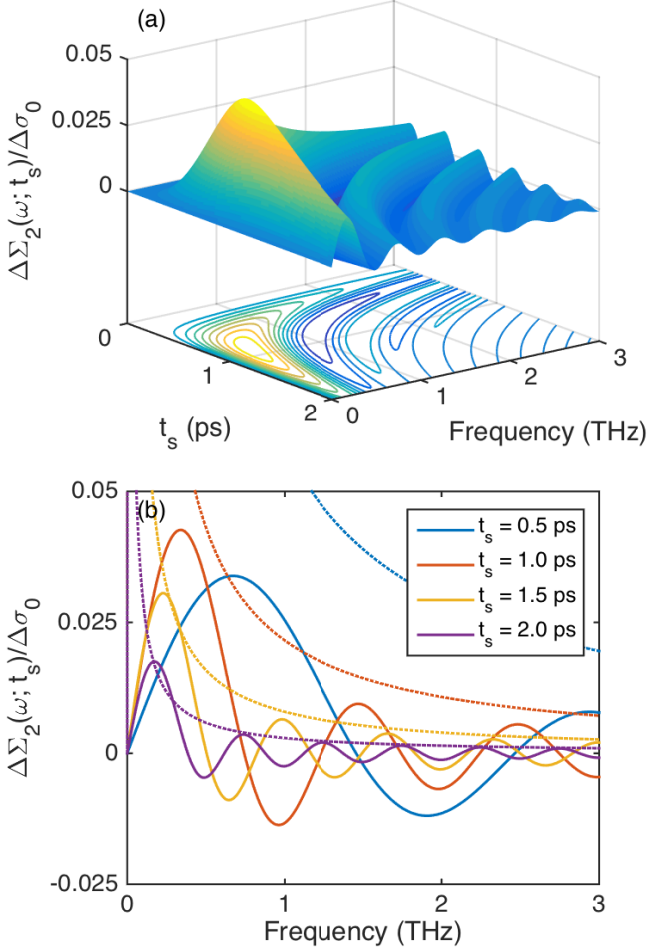 (a)
0.05
0.025
0
ΔΣ₂(ω; tₛ)/Δσ₀
0
1
2
tₛ (ps)
0
1
2
3
Frequency (THz)
0.05
(b)
tₛ = 0.5 ps
tₛ = 1.0 ps
tₛ = 1.5 ps
tₛ = 2.0 ps
0.025
ΔΣ₂(ω; tₛ)/Δσ₀
0
-0.025
0
1
2
3
Frequency (THz)